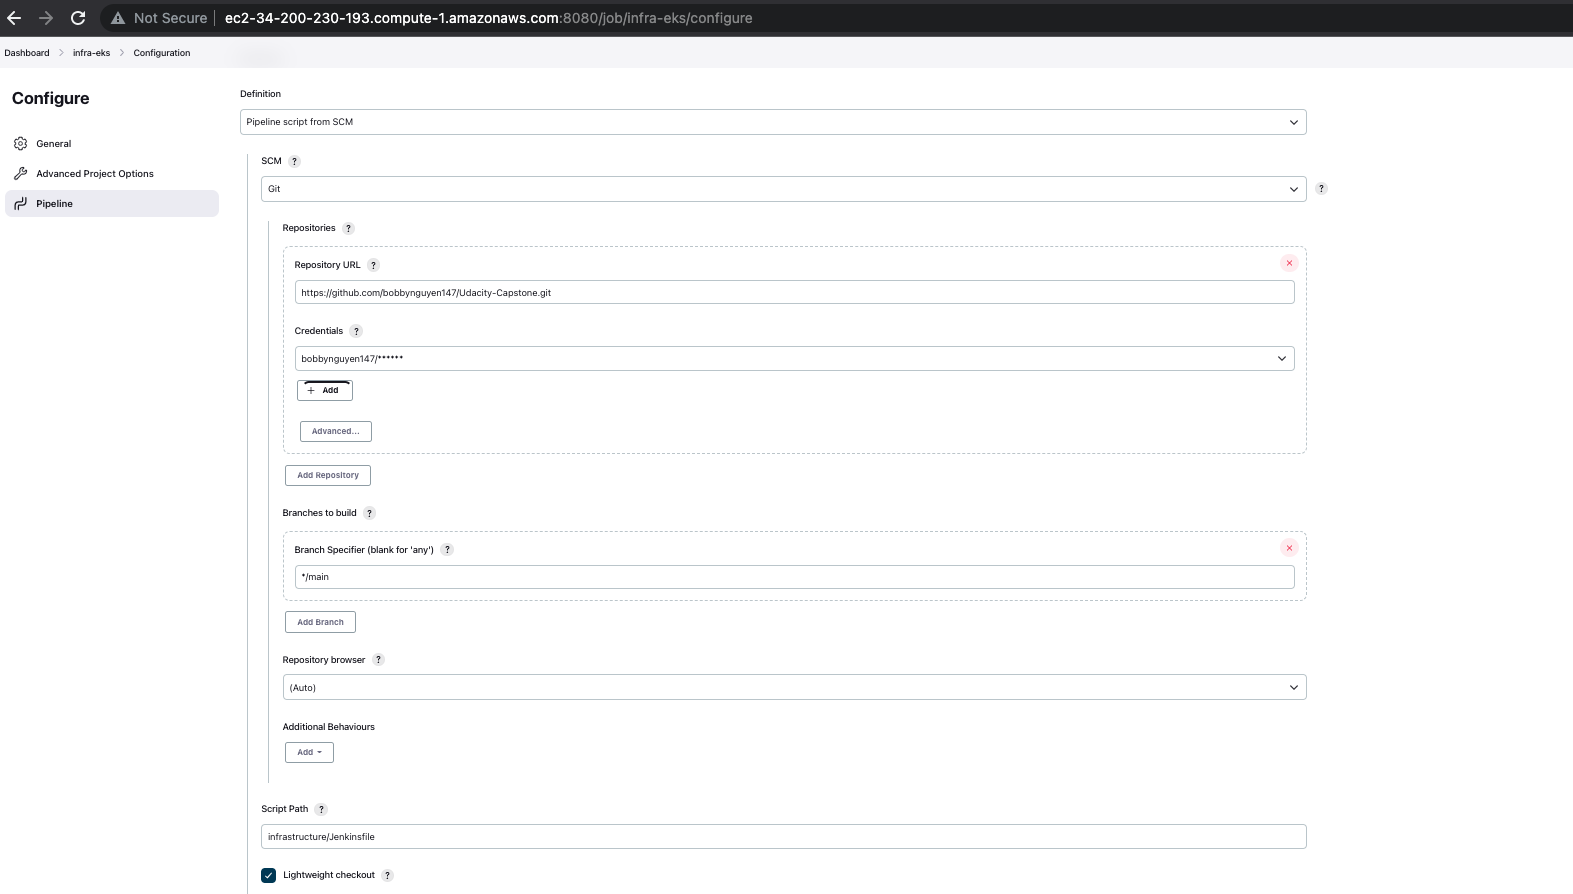 Not Secure ec2-34-200-230-193.compute-1.amazonaws.com:8080/job/infra-eks/configure
Dashboard infra-eks Configuration
Configure
General
Advanced Project Options
Pipeline
Definition
Pipeline script from SCM
SCM ?
Git
?
Repositories ?
Repository URL ?
https://github.com/bobbynguyen147/Udacity-Capstone.git
Credentials ?
bobbynguyen147/******
+ Add
Advanced...
Add Repository
Branches to build ?
Branch Specifier (blank for 'any') ?
*/main
Add Branch
Repository browser ?
(Auto)
Additional Behaviours
Add
Script Path ?
infrastructure/Jenkinsfile
Lightweight checkout ?